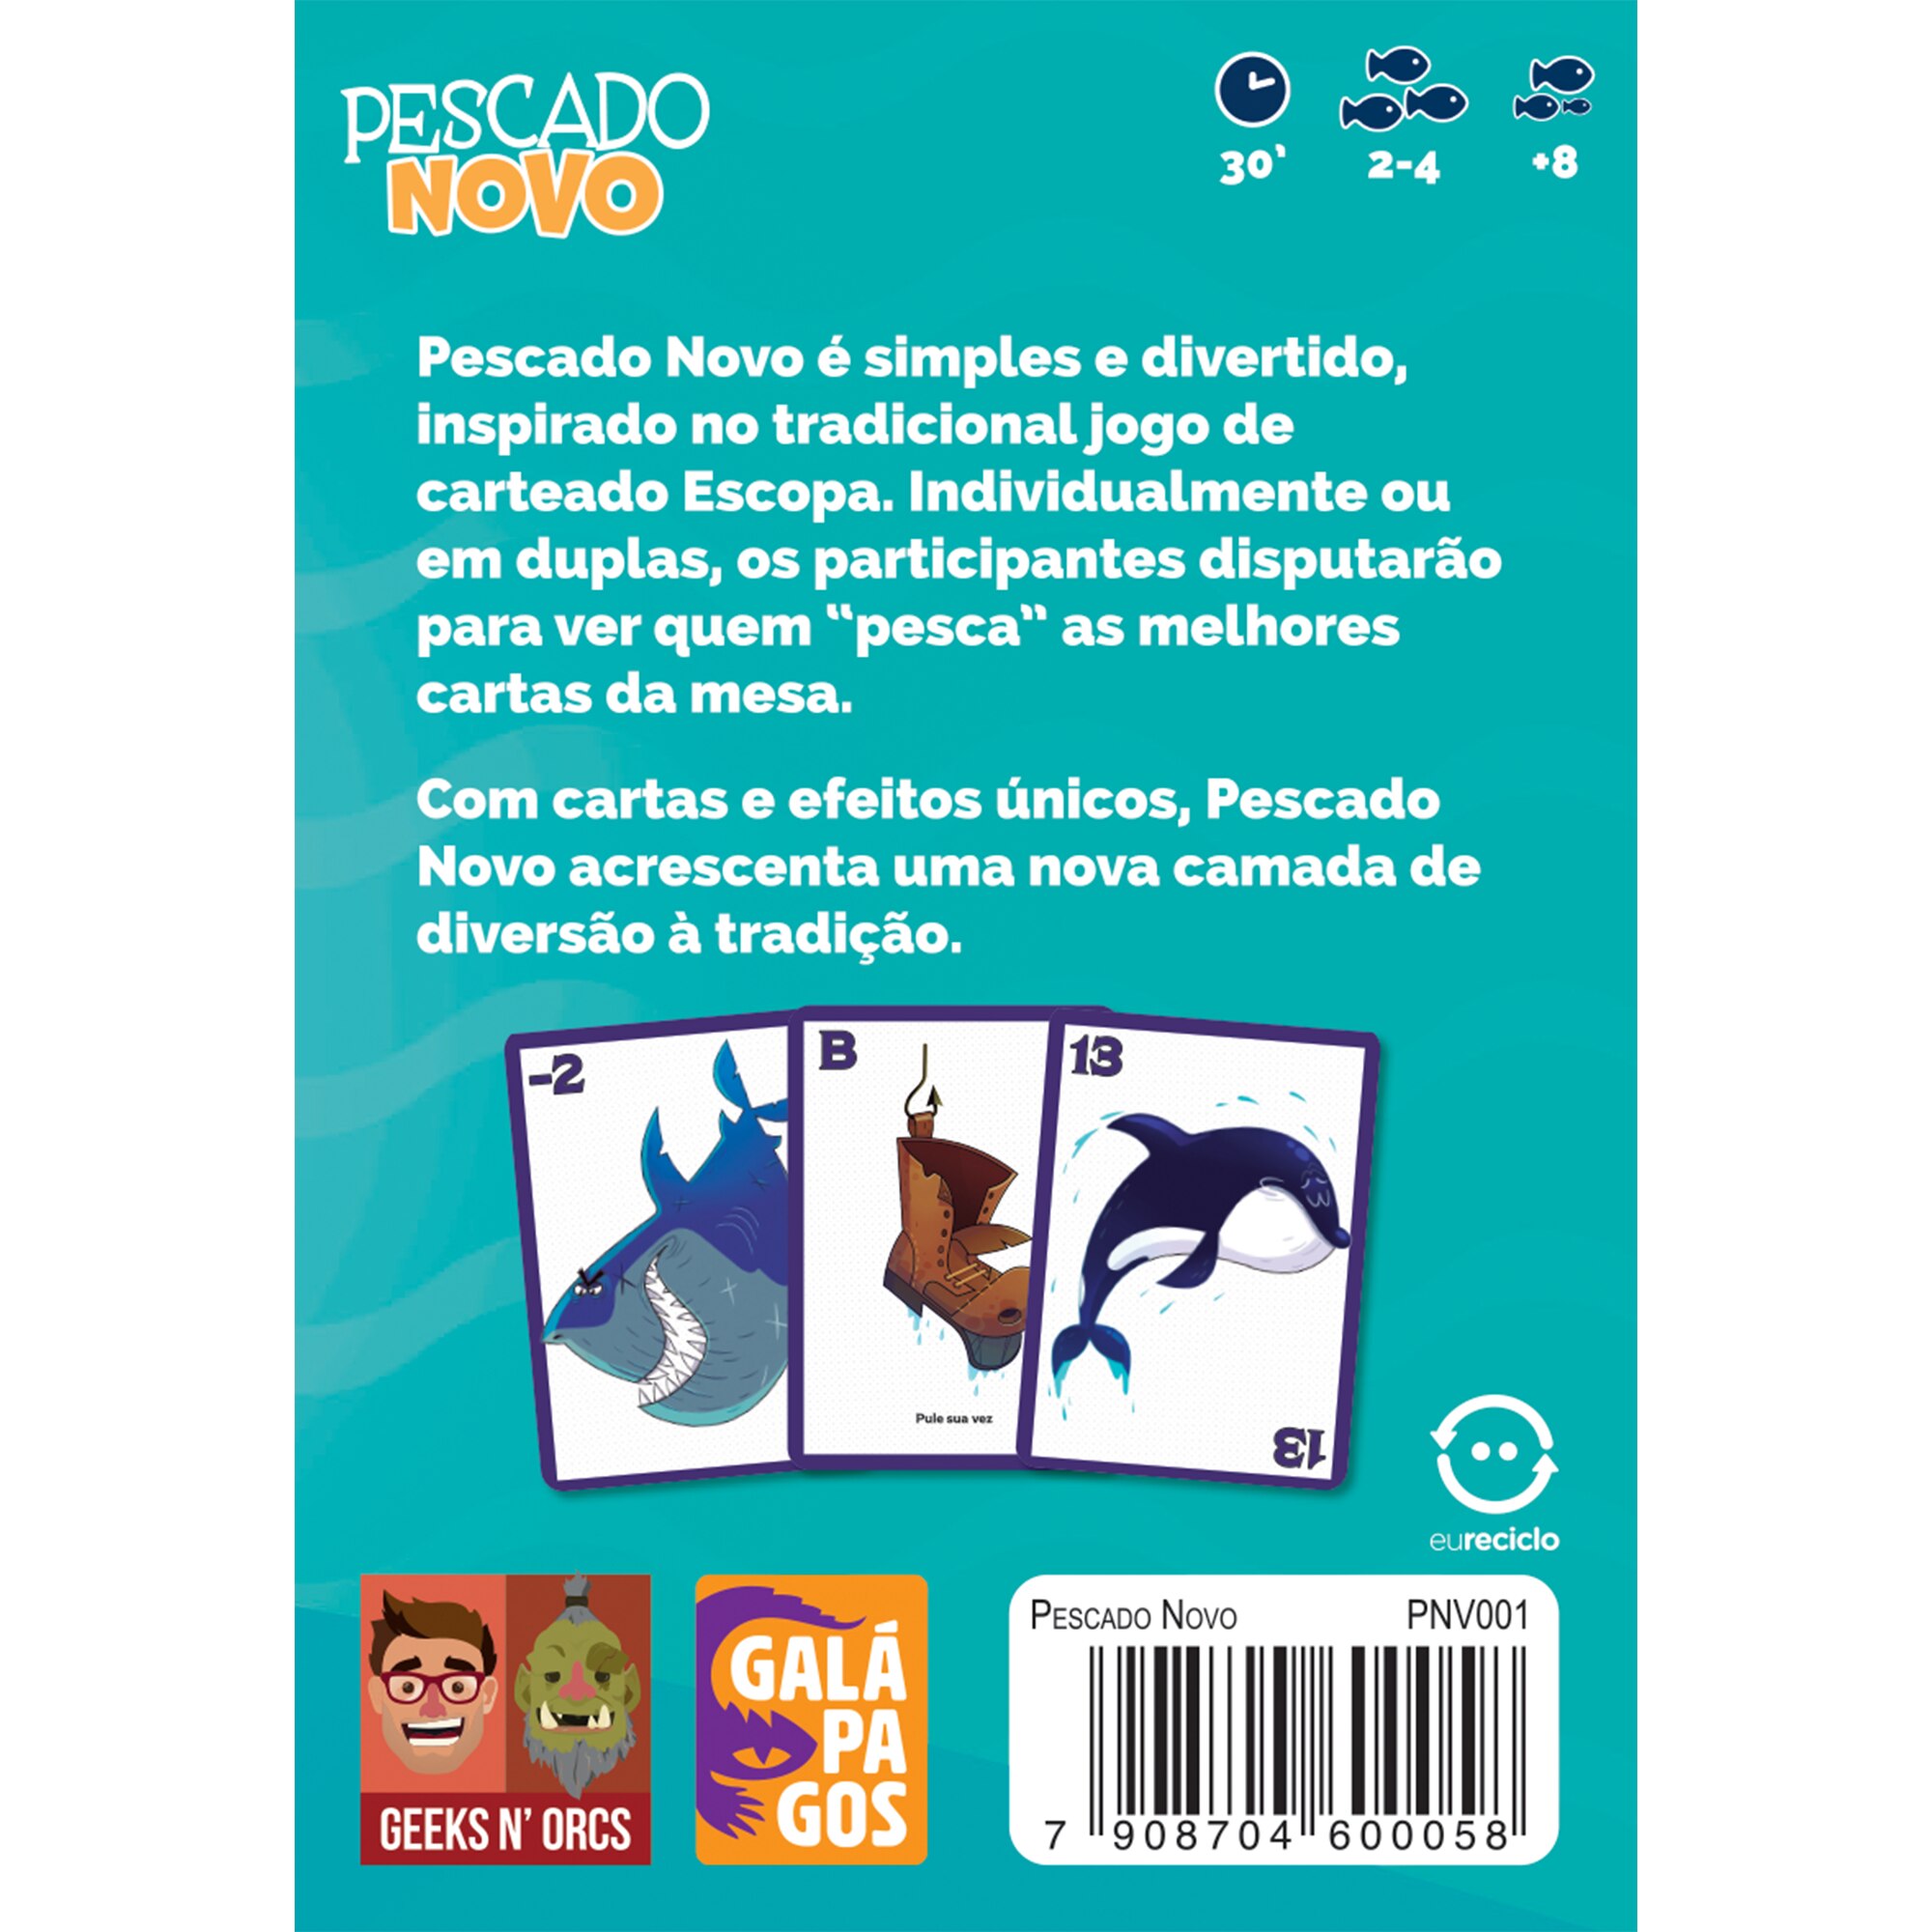 PESCADO
NOVO
30'
2-4
+8
Pescado Novo é simples e divertido,
inspirado no tradicional jogo de
carteado Escopa. Individualmente ou
em duplas, os participantes disputarão
para ver quem “pesca” as melhores
cartas da mesa.
Com cartas e efeitos únicos, Pescado
Novo acrescenta uma nova camada de
diversão à tradição.
-2
B
13
Pule sua vez
13
eureciclo
GEEKS N' ORCS
GALÁ
PA
GOS
PESCADO NOVO PNV001
7 908704 600058